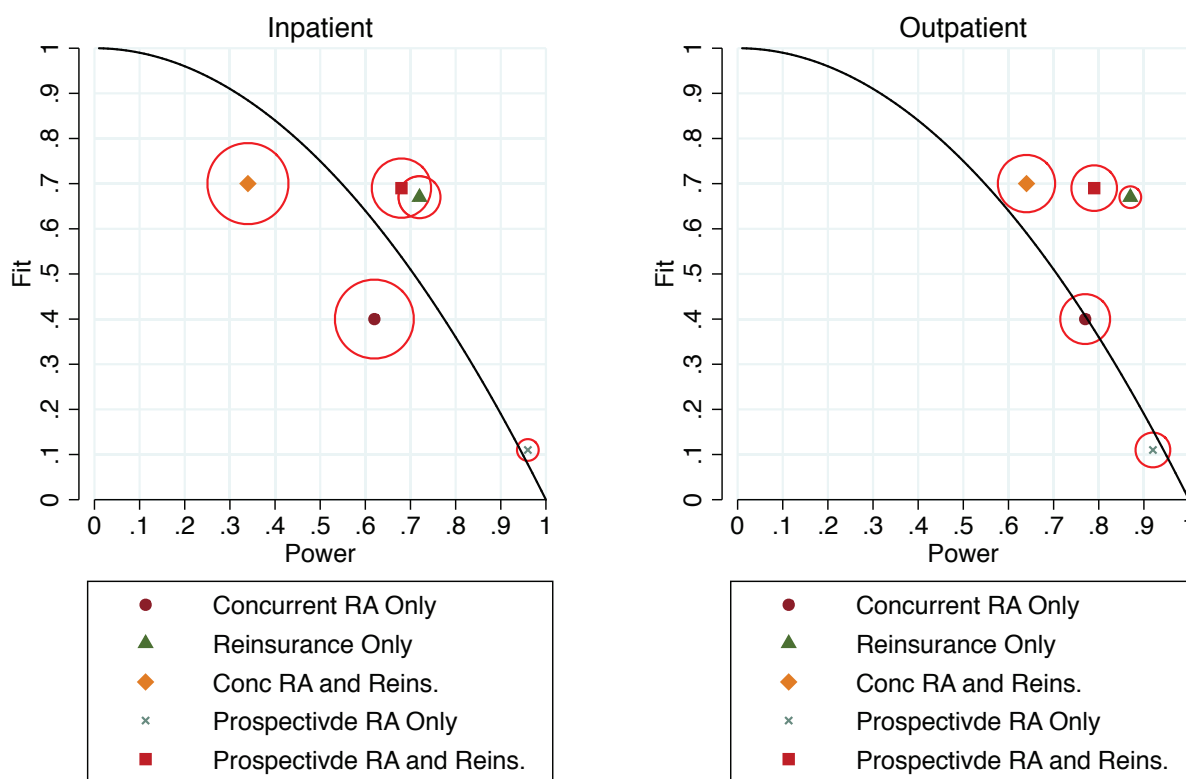 Inpatient
Fit
0 .1 .2 .3 .4 .5 .6 .7 .8 .9 1
0 .1 .2 .3 .4 .5 .6 .7 .8 .9 1
Power
Concurrent RA Only
Reinsurance Only
Conc RA and Reins.
Prospectivde RA Only
Prospectivde RA and Reins.
Outpatient
Fit
0 .1 .2 .3 .4 .5 .6 .7 .8 .9 1
0 .1 .2 .3 .4 .5 .6 .7 .8 .9 1
Power
Concurrent RA Only
Reinsurance Only
Conc RA and Reins.
Prospectivde RA Only
Prospectivde RA and Reins.